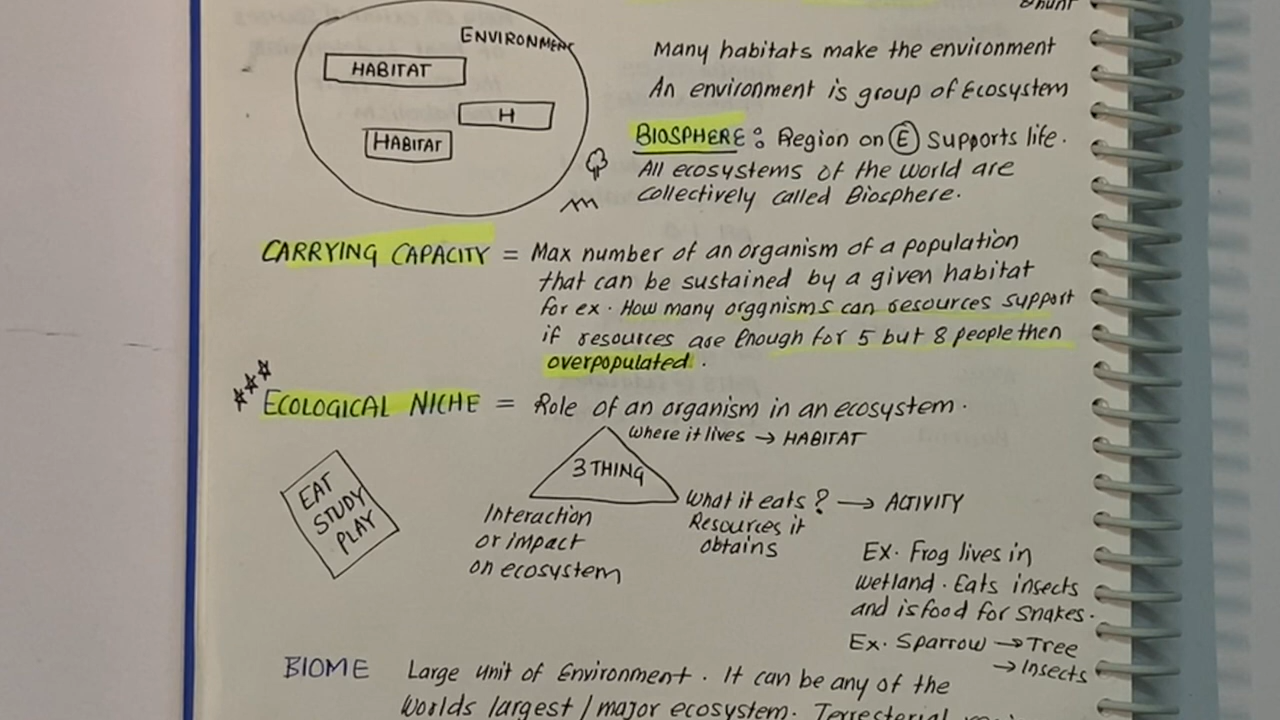 & hunt
ENVIRONMENT
HABITAT
H
HABITAT
Many habitats make the environment
An environment is group of Ecosystem
BIOSPHERE : Region on E supports life.
All ecosystems of the world are
collectively called Biosphere.
CARRYING CAPACITY = Max number of an organism of a population
that can be sustained by a given habitat
for ex. How many organisms can resources support
if resources are Enough for 5 but 8 people then
overpopulated.
ECOLOGICAL NICHE = Role of an organism in an ecosystem.
Where it lives → HABITAT
3 THING
What it eats ? → ACTIVITY
Resources it
obtains
Interaction
or impact
on ecosystem
EAT
STUDY
PLAY
Ex. Frog lives in
wetland. Eats insects
and is food for snakes.
Ex. Sparrow → Tree
→ Insects
BIOME Large Unit of Environment. It can be any of the
Worlds largest / major ecosystem. Terresterial